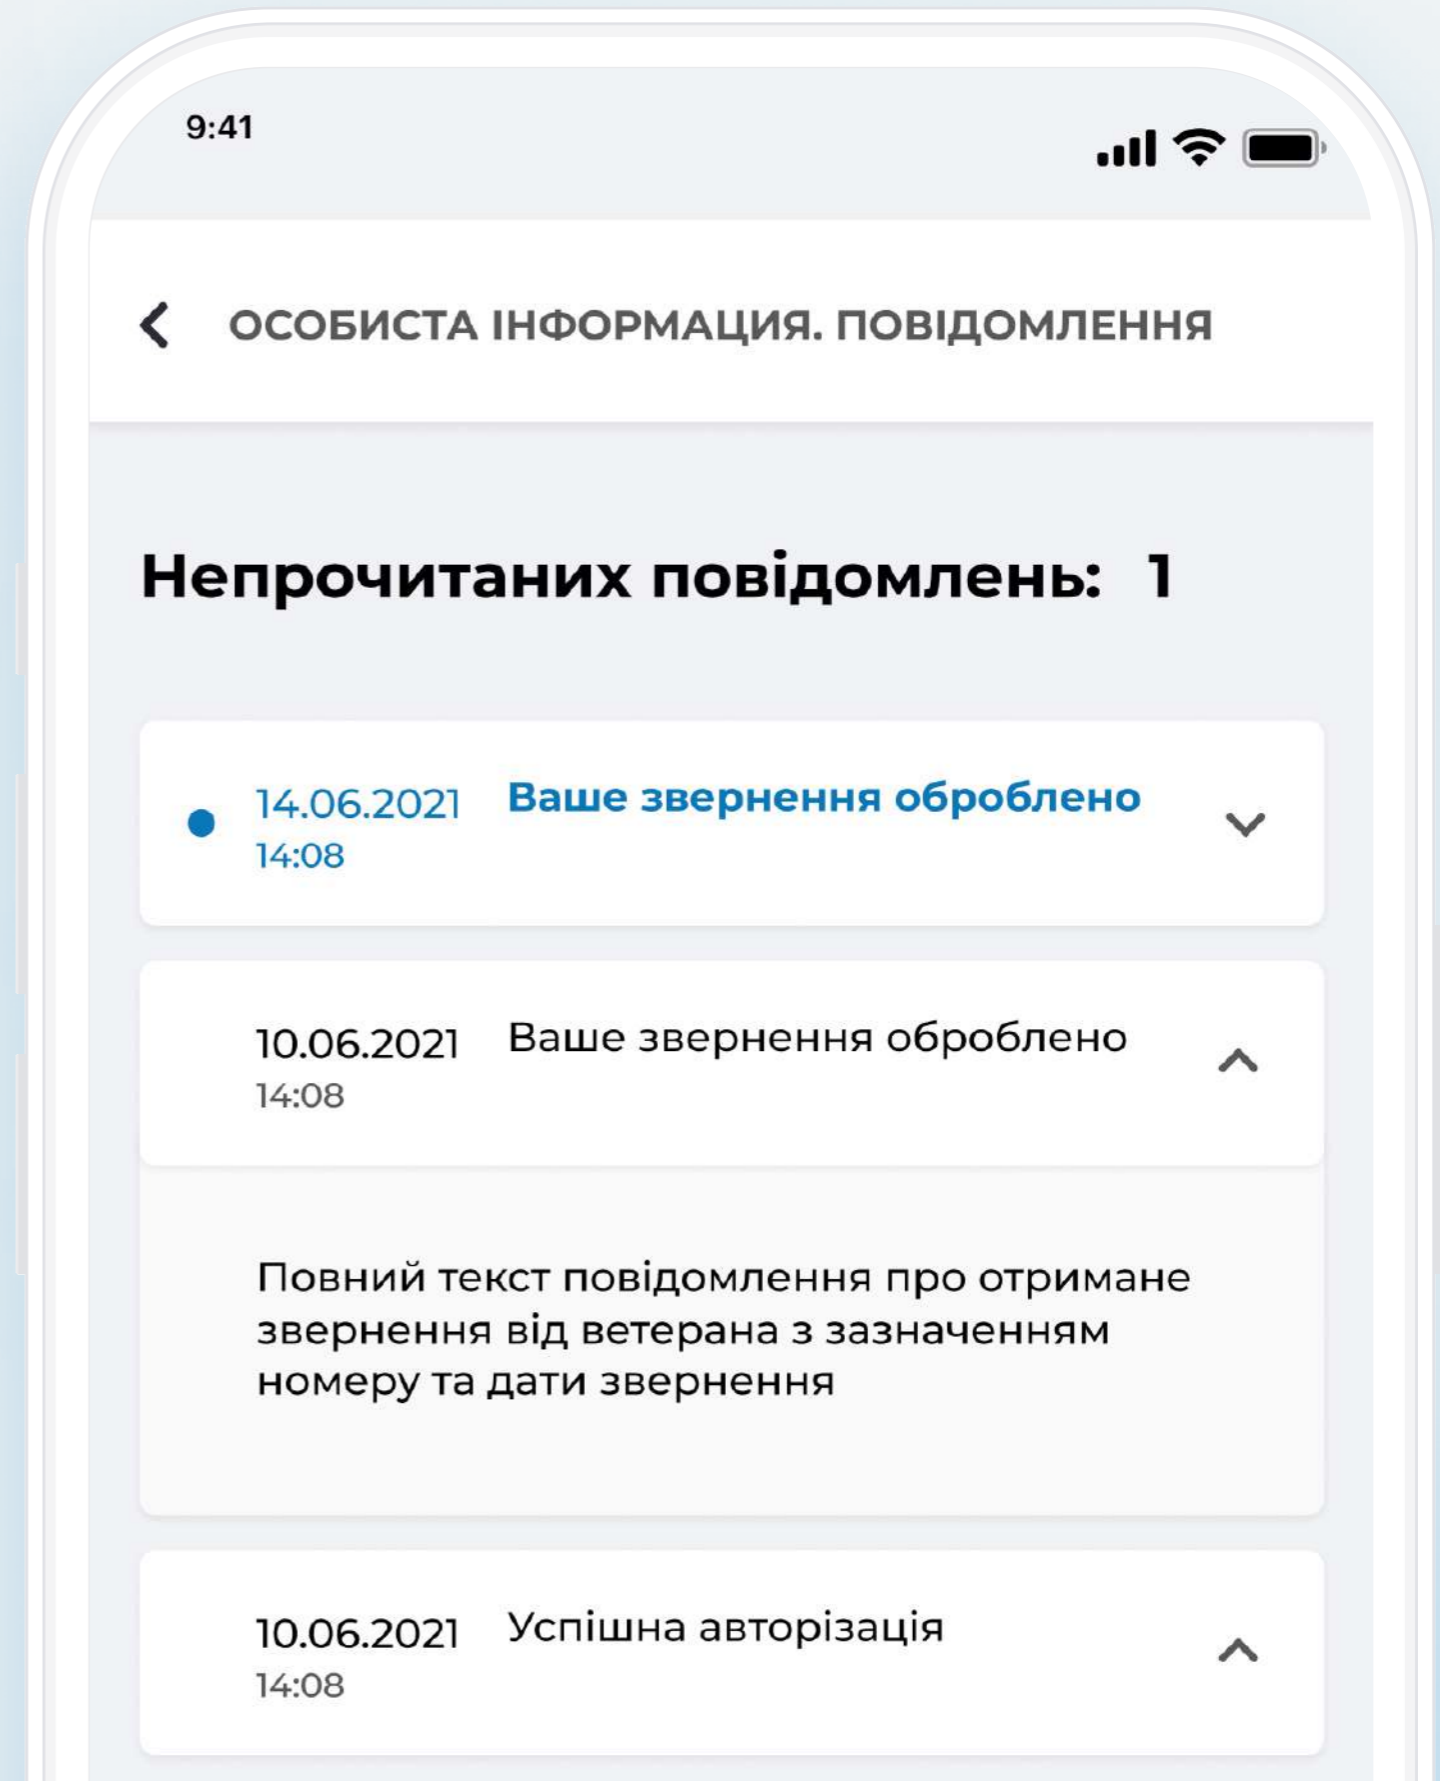 9:41
ОСОБИСТА ІНФОРМАЦИЯ. ПОВІДОМЛЕННЯ
Непрочитаних повідомлень: 1
14.06.2021 Ваше звернення оброблено
14:08
10.06.2021 Ваше звернення оброблено
14:08
Повний текст повідомлення про отримане
звернення від ветерана з зазначенням
номеру та дати звернення
10.06.2021 Успішна авторізація
14:08